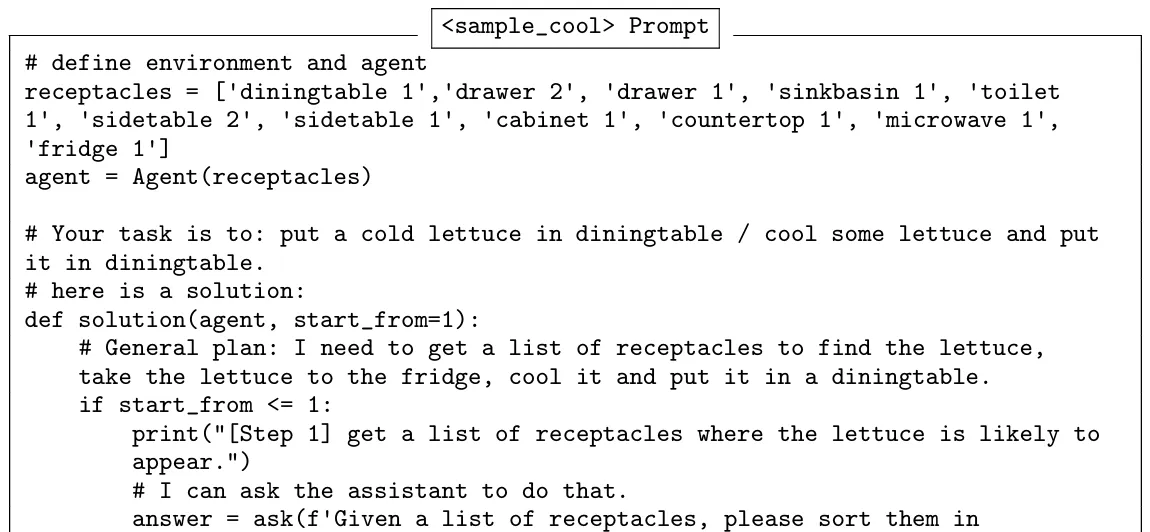 <sample_cool> Prompt
# define environment and agent
receptacles = ['diningtable 1','drawer 2', 'drawer 1', 'sinkbasin 1', 'toilet
1', 'sidetable 2', 'sidetable 1', 'cabinet 1', 'countertop 1', 'microwave 1',
'fridge 1']
agent = Agent(receptacles)
# Your task is to: put a cold lettuce in diningtable / cool some lettuce and put
it in diningtable.
# here is a solution:
def solution(agent, start_from=1):
    # General plan: I need to get a list of receptacles to find the lettuce,
    take the lettuce to the fridge, cool it and put it in a diningtable.
    if start_from <= 1:
        print("[Step 1] get a list of receptacles where the lettuce is likely to
        appear.")
        # I can ask the assistant to do that.
        answer = ask(f'Given a list of receptacles, please sort them in